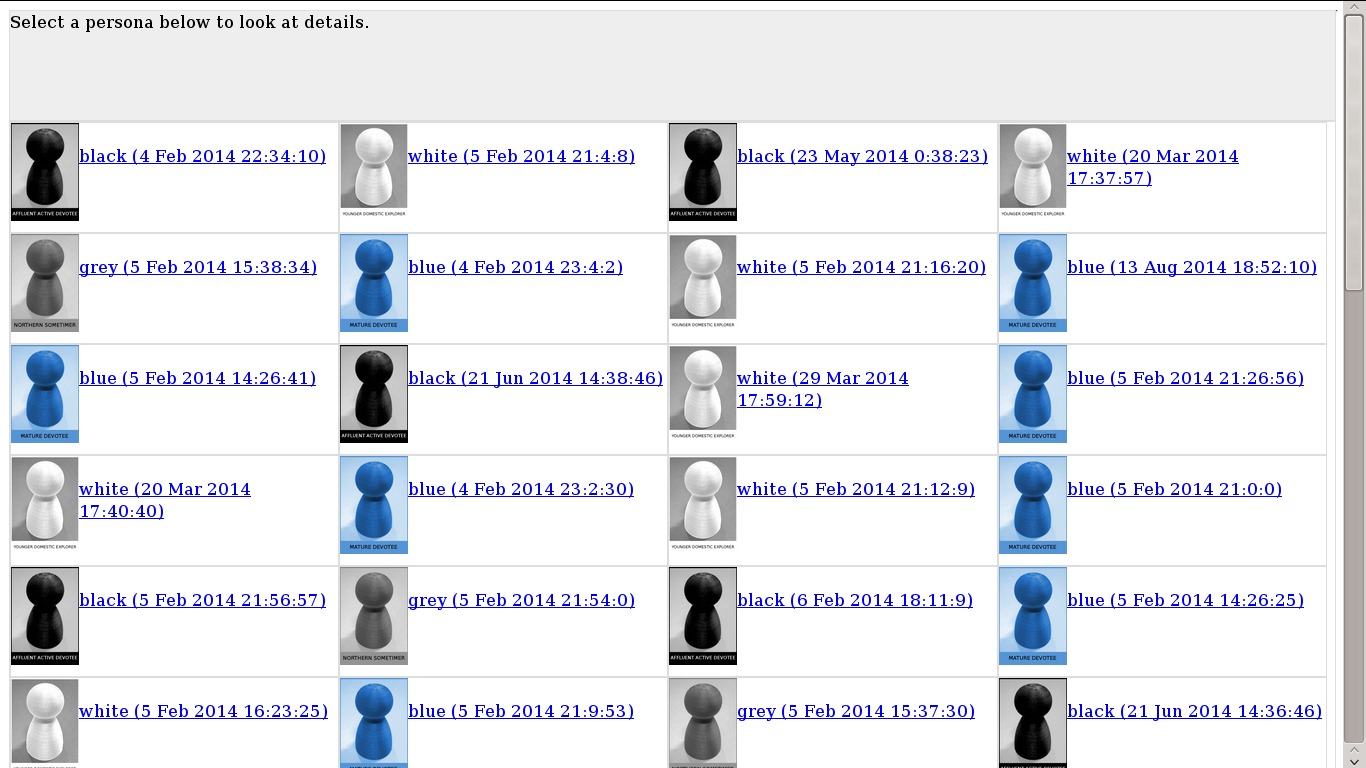 Select a persona below to look at details.
black (4 Feb 2014 22:34:10)
AFFLUENT ACTIVE DEVOTEE
white (5 Feb 2014 21:4:8)
YOUNGER DOMESTIC EXPLORER
black (23 May 2014 0:38:23)
AFFLUENT ACTIVE DEVOTEE
white (20 Mar 2014
17:37:57)
YOUNGER DOMESTIC EXPLORER
grey (5 Feb 2014 15:38:34)
NORTHERN SOMETIMER
blue (4 Feb 2014 23:4:2)
MATURE DEVOTEE
white (5 Feb 2014 21:16:20)
YOUNGER DOMESTIC EXPLORER
blue (13 Aug 2014 18:52:10)
MATURE DEVOTEE
blue (5 Feb 2014 14:26:41)
MATURE DEVOTEE
black (21 Jun 2014 14:38:46)
AFFLUENT ACTIVE DEVOTEE
white (29 Mar 2014
17:59:12)
YOUNGER DOMESTIC EXPLORER
blue (5 Feb 2014 21:26:56)
MATURE DEVOTEE
white (20 Mar 2014
17:40:40)
YOUNGER DOMESTIC EXPLORER
blue (4 Feb 2014 23:2:30)
MATURE DEVOTEE
white (5 Feb 2014 21:12:9)
YOUNGER DOMESTIC EXPLORER
blue (5 Feb 2014 21:0:0)
MATURE DEVOTEE
black (5 Feb 2014 21:56:57)
AFFLUENT ACTIVE DEVOTEE
grey (5 Feb 2014 21:54:0)
NORTHERN SOMETIMER
black (6 Feb 2014 18:11:9)
AFFLUENT ACTIVE DEVOTEE
blue (5 Feb 2014 14:26:25)
MATURE DEVOTEE
white (5 Feb 2014 16:23:25)
blue (5 Feb 2014 21:9:53)
grey (5 Feb 2014 15:37:30)
black (21 Jun 2014 14:36:46)